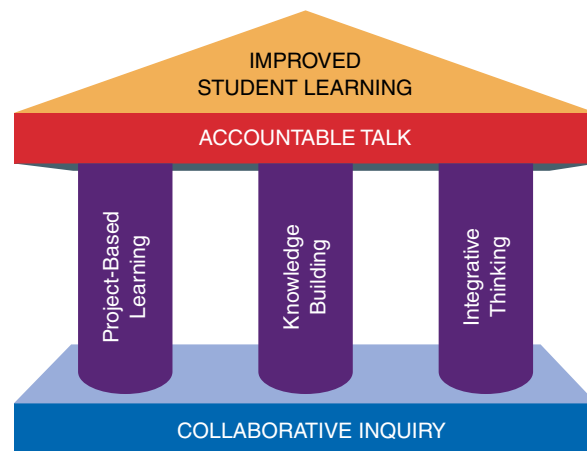 IMPROVED
STUDENT LEARNING
ACCOUNTABLE TALK
Project-Based
Learning
Knowledge
Building
Integrative
Thinking
COLLABORATIVE INQUIRY